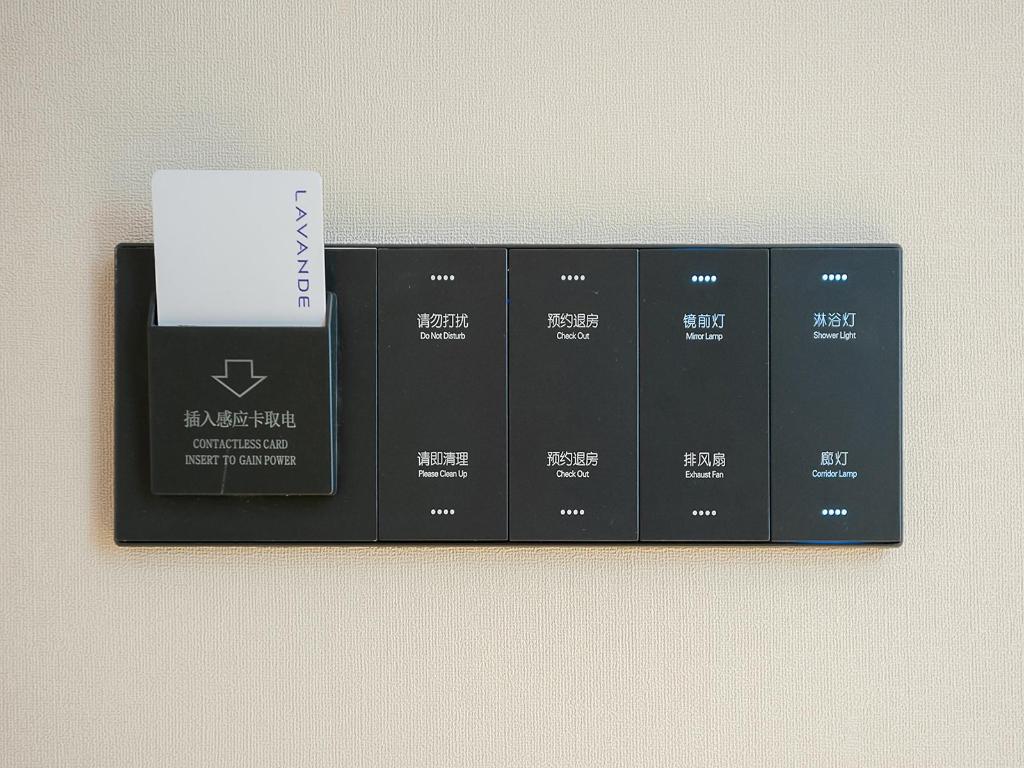 LAVANDE
插入感应卡取电
CONTACTLESS CARD
INSERT TO GAIN POWER
请勿打扰
Do Not Disturb
请即清理
Please Clean Up
预约退房
Check Out
预约退房
Check Out
镜前灯
Mirror Lamp
排风扇
Exhaust Fan
淋浴灯
Shower Light
廊灯
Corridor Lamp